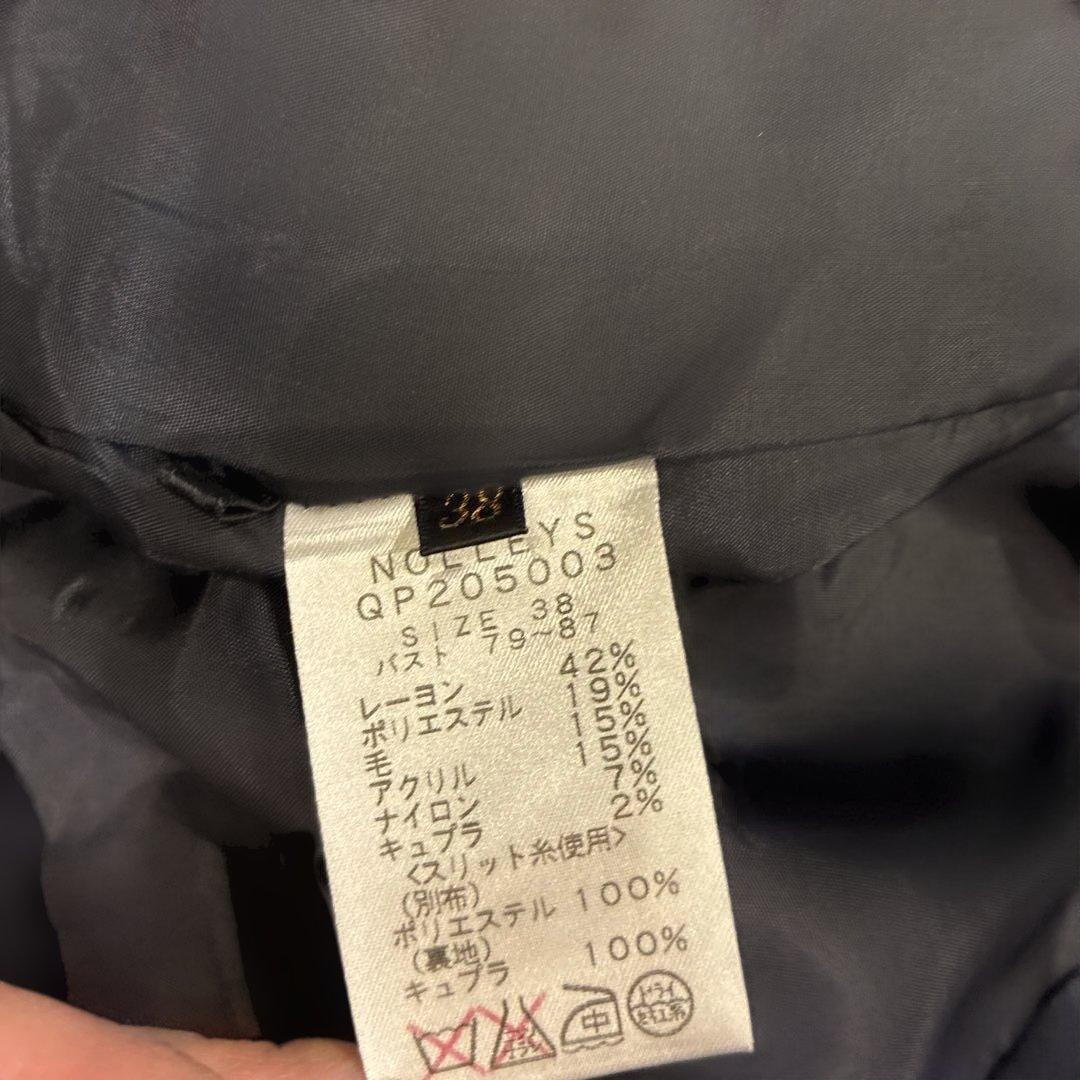 38
NOLLEYS
QP205003
SIZE 38
バスト 79~87
レーヨン 42%
ポリエステル 19%
毛 15%
アクリル 15%
ナイロン 7%
キュプラ 2%
<スリット糸使用>
(別布)
ポリエステル 100%
(裏地)
キュプラ 100%
中
ドライ